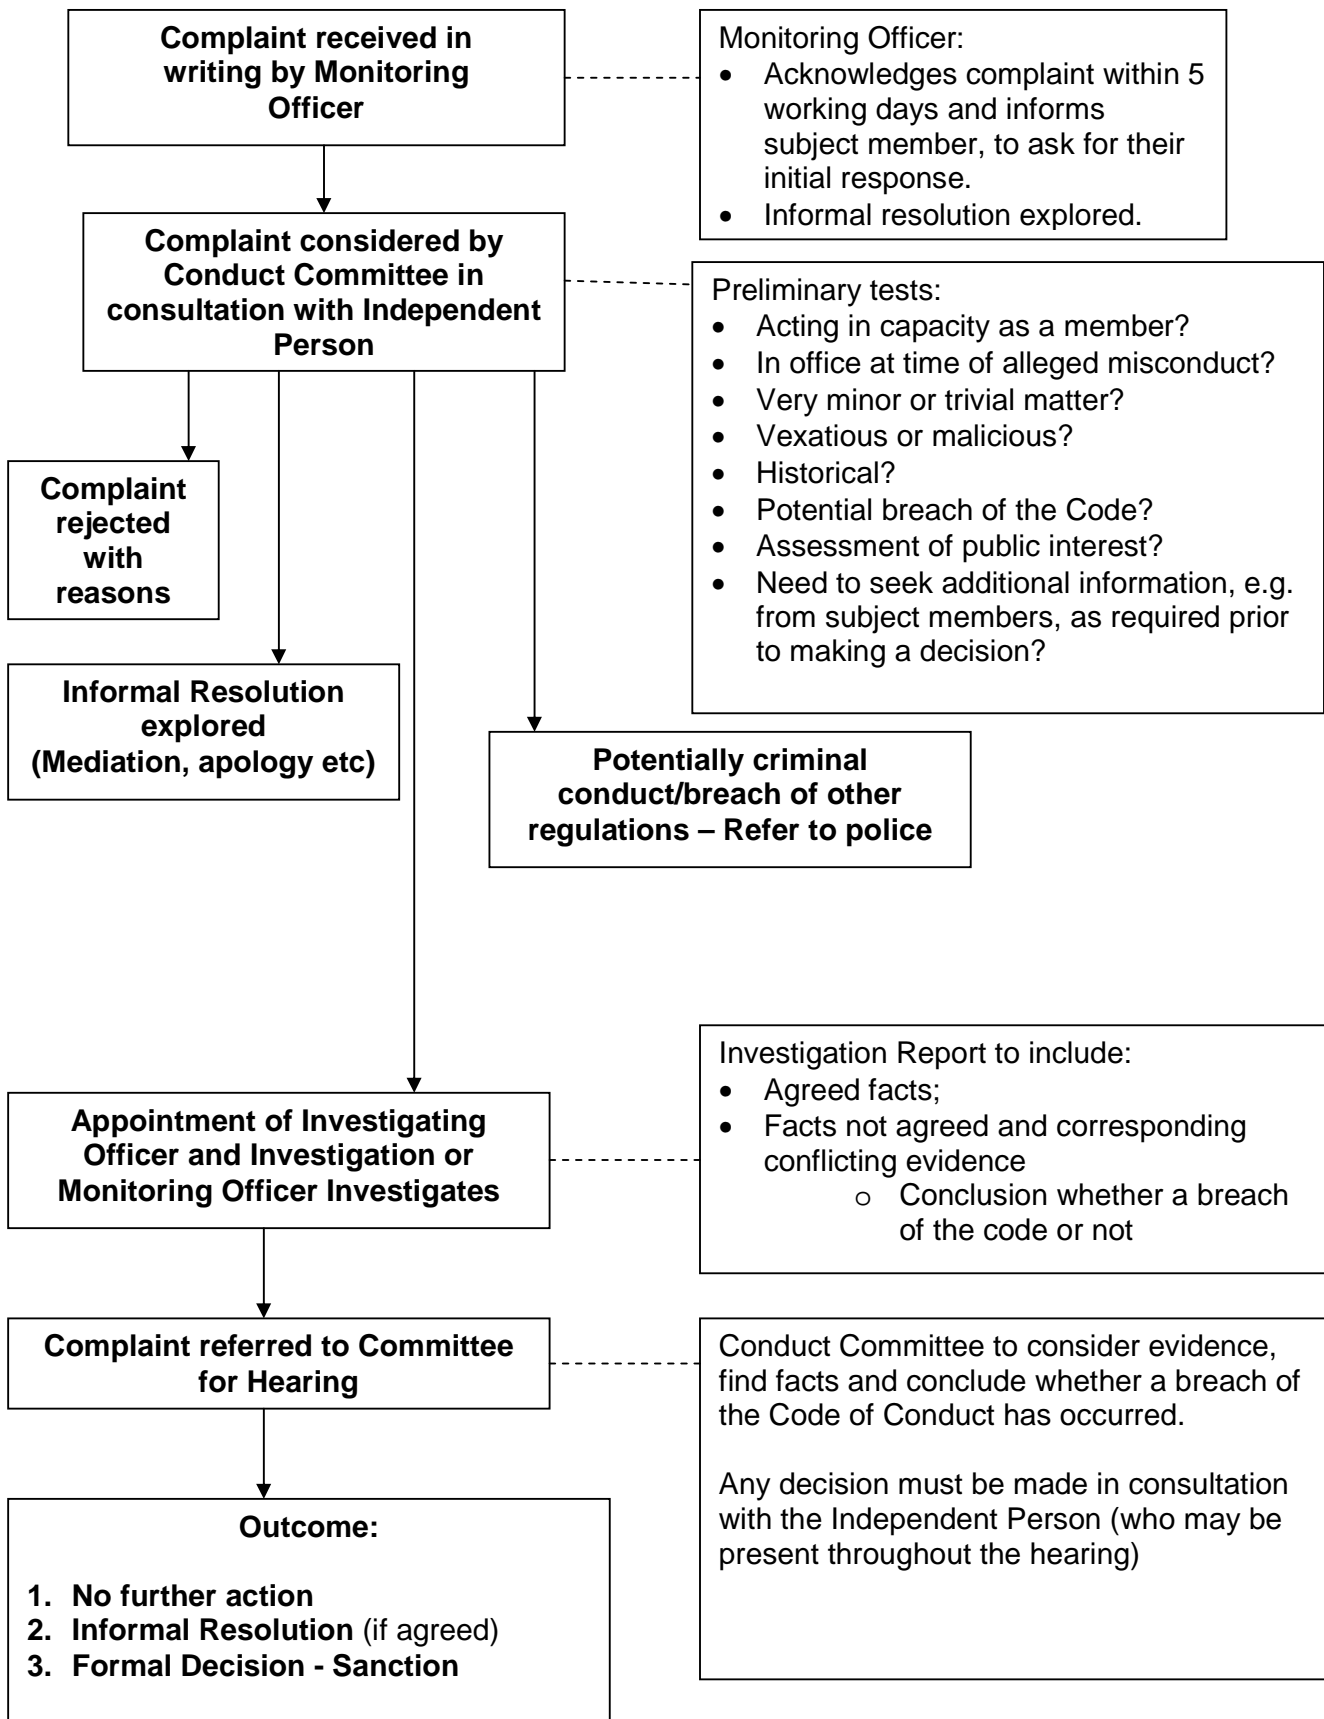 Complaint received in
writing by Monitoring
Officer
Monitoring Officer:
• Acknowledges complaint within 5
working days and informs
subject member, to ask for their
initial response.
• Informal resolution explored.
Complaint considered by
Conduct Committee in
consultation with Independent
Person
Preliminary tests:
• Acting in capacity as a member?
• In office at time of alleged misconduct?
• Very minor or trivial matter?
• Vexatious or malicious?
• Historical?
• Potential breach of the Code?
• Assessment of public interest?
• Need to seek additional information, e.g.
from subject members, as required prior
to making a decision?
Complaint
rejected
with
reasons
Informal Resolution
explored
(Mediation, apology etc)
Potentially criminal
conduct/breach of other
regulations – Refer to police
Appointment of Investigating
Officer and Investigation or
Monitoring Officer Investigates
Investigation Report to include:
• Agreed facts;
• Facts not agreed and corresponding
conflicting evidence
o Conclusion whether a breach
of the code or not
Complaint referred to Committee
for Hearing
Conduct Committee to consider evidence,
find facts and conclude whether a breach of
the Code of Conduct has occurred.
Any decision must be made in consultation
with the Independent Person (who may be
present throughout the hearing)
Outcome:
1. No further action
2. Informal Resolution (if agreed)
3. Formal Decision - Sanction